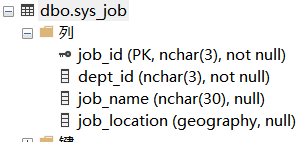 dbo.sys_job
列
job_id (PK, nchar(3), not null)
dept_id (nchar(3), not null)
job_name (nchar(30), null)
job_location (geography, null)